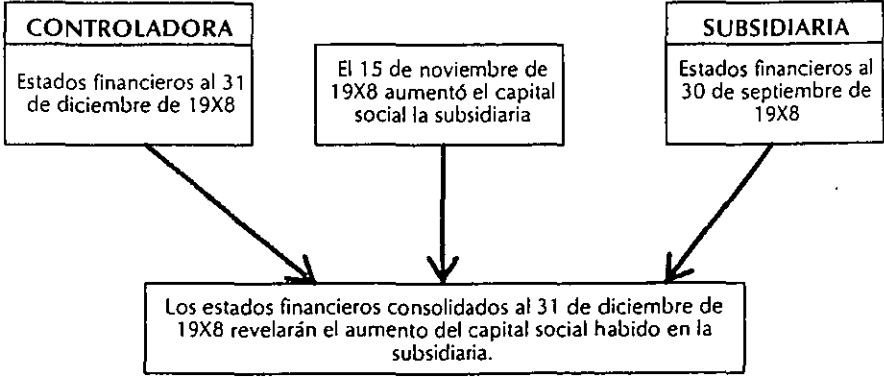 CONTROLADORA
Estados financieros al 31
de diciembre de 19X8
El 15 de noviembre de
19X8 aumentó el capital
social la subsidiaria
SUBSIDIARIA
Estados financieros al
30 de septiembre de
19X8
Los estados financieros consolidados al 31 de diciembre de
19X8 revelarán el aumento del capital social habido en la
subsidiaria.